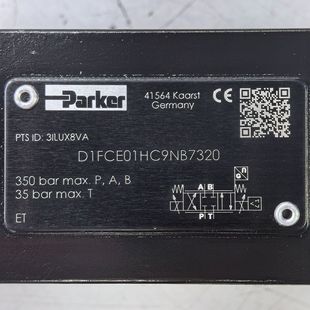 Parker
41564 Kaarst
Germany
CE
PTS ID: 3ILUX8VA
D1FCE01HC9NB7320
350 bar max. P, A, B
35 bar max. T
A B
P T
ET